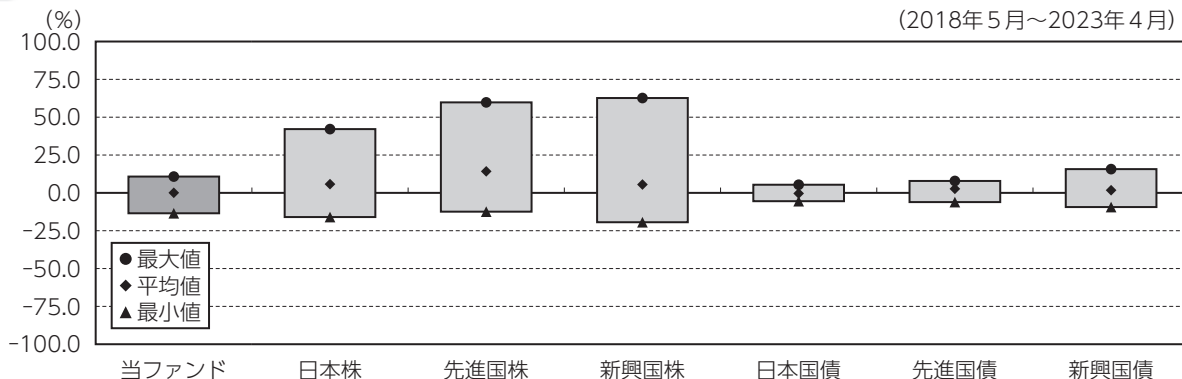 (%)
(2018年5月～2023年4月)
100.0
75.0
50.0
25.0
0.0
-25.0
-50.0
-75.0
-100.0
●最大値
◆平均値
▲最小値
当ファンド 日本株 先進国株 新興国株 日本国債 先進国債 新興国債